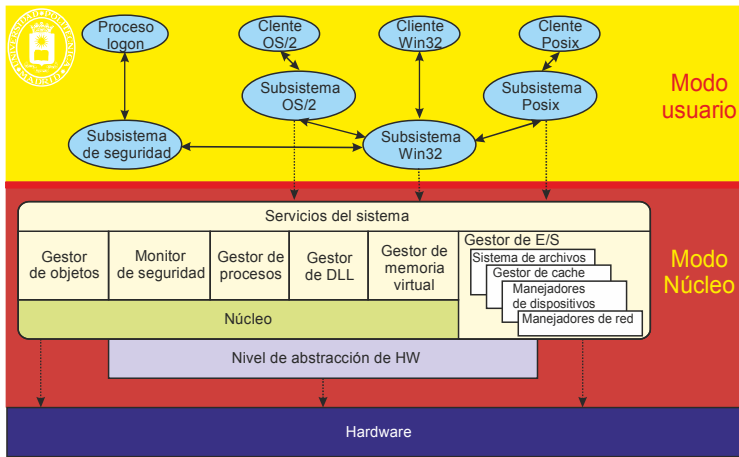 UNIVERSIDAD POLITECNICA
MADRID
Proceso
logon
Cliente
OS/2
Cliente
Win32
Cliente
Posix
Subsistema
OS/2
Subsistema
Posix
Modo
usuario
Subsistema
de seguridad
Subsistema
Win32
Servicios del sistema
Gestor
de objetos
Monitor
de seguridad
Gestor de
procesos
Gestor
de DLL
Gestor de
memoria
virtual
Gestor de E/S
Sistema de archivos
Gestor de cache
Manejadores
de dispositivos
Manejadores de red
Modo
Núcleo
Núcleo
Nivel de abstracción de HW
Hardware